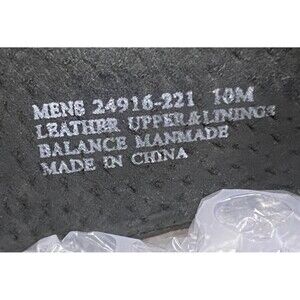 MENS 24916-221 10M
LEATHER UPPER & LININGS
BALANCE MANMADE
MADE IN CHINA